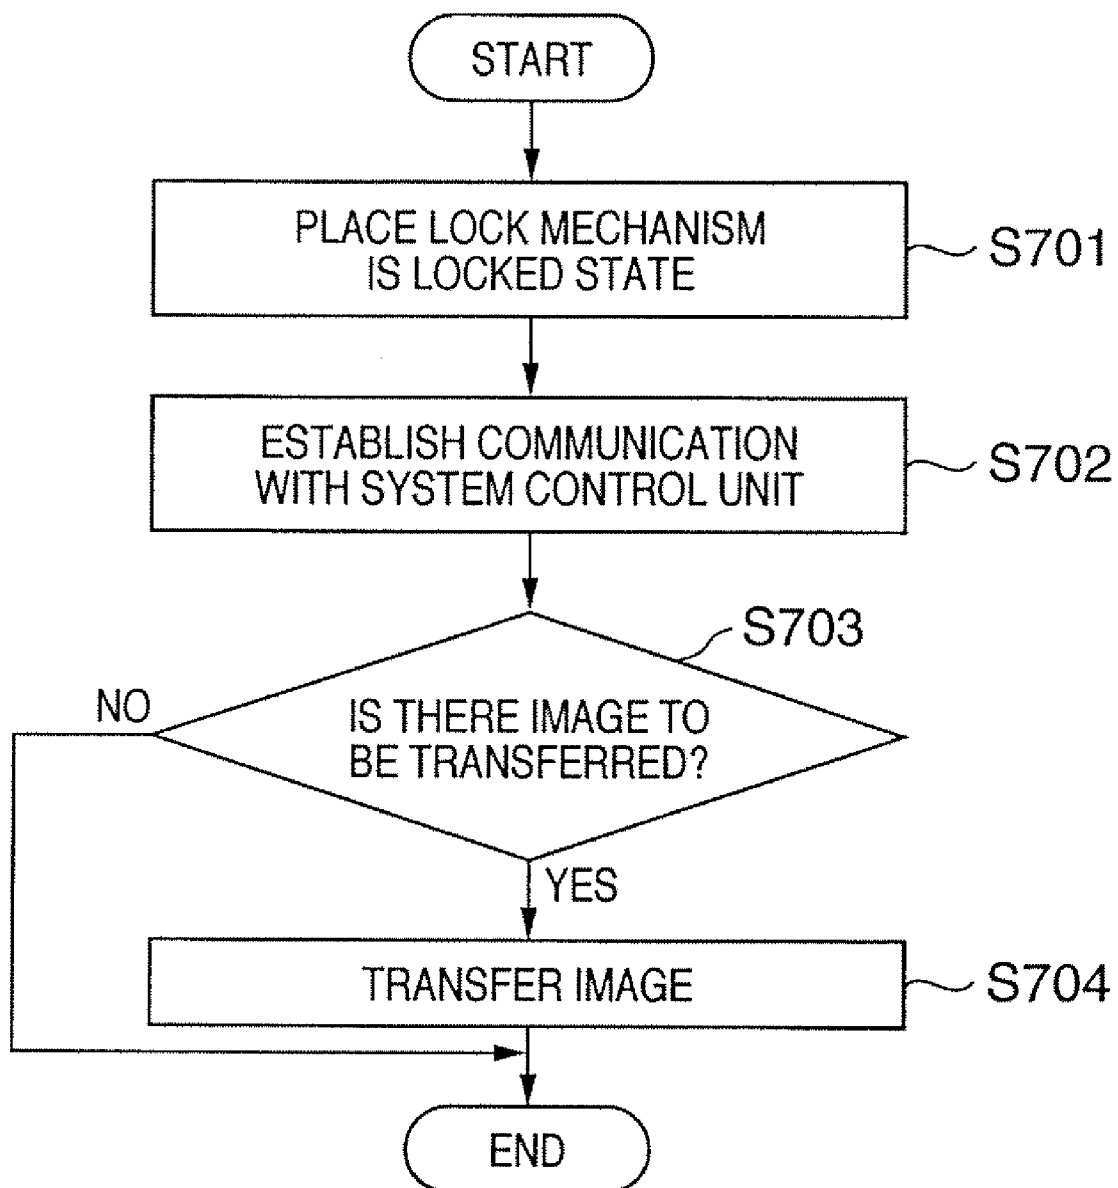 START
PLACE LOCK MECHANISM
IS LOCKED STATE
S701
ESTABLISH COMMUNICATION
WITH SYSTEM CONTROL UNIT
S702
S703
NO
IS THERE IMAGE TO
BE TRANSFERRED?
YES
TRANSFER IMAGE
S704
END